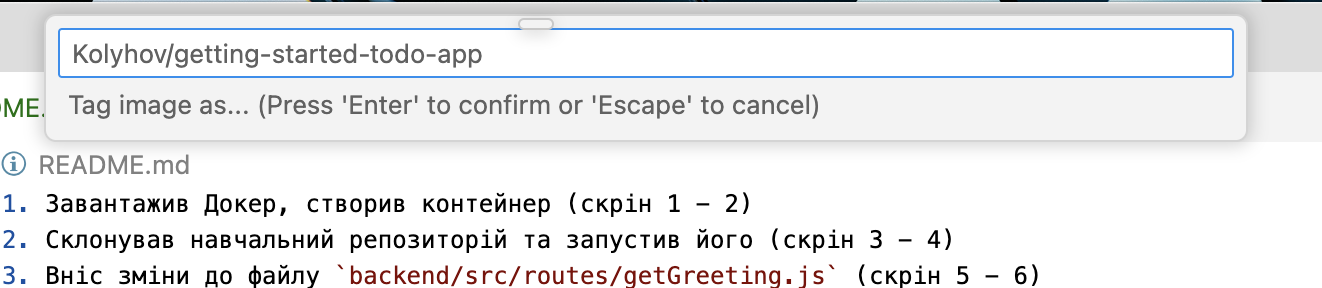 Kolyhov/getting-started-todo-app
Tag image as... (Press 'Enter' to confirm or 'Escape' to cancel)
OME.
README.md
1. Завантажив Докер, створив контейнер (скрін 1 - 2)
2. Склонував навчальний репозиторій та запустив його (скрін 3 - 4)
3. Вніс зміни до файлу `backend/src/routes/getGreeting.js` (скрін 5 - 6)